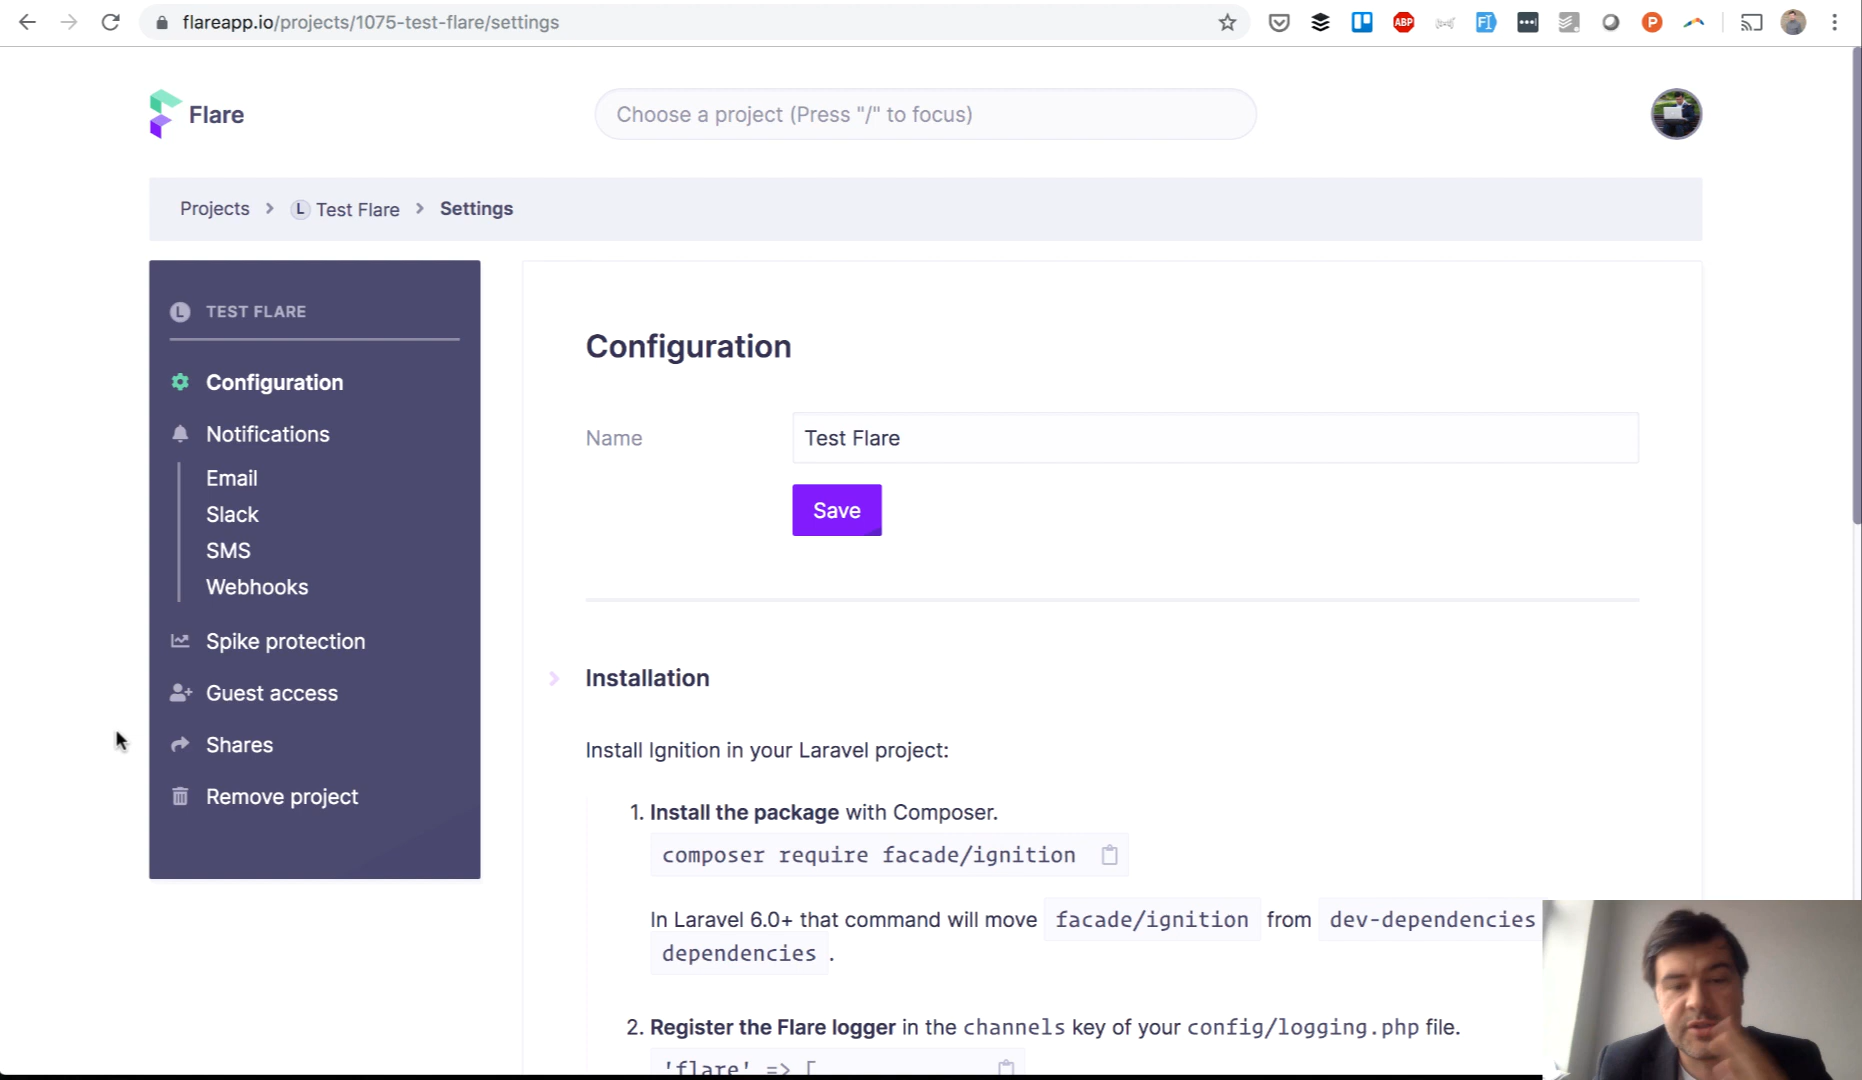 flareapp.io/projects/1075-test-flare/settings
ABP
P
Flare
Choose a project (Press "/" to focus)
Projects > L Test Flare > Settings
L TEST FLARE
Configuration
Notifications
Email
Slack
SMS
Webhooks
Spike protection
Guest access
Shares
Remove project
Configuration
Name
Test Flare
Save
Installation
Install Ignition in your Laravel project:
1. Install the package with Composer.
composer require facade/ignition
In Laravel 6.0+ that command will move facade/ignition from dev-dependencies
dependencies .
2. Register the Flare logger in the channels key of your config/logging.php file.
'flare' => [